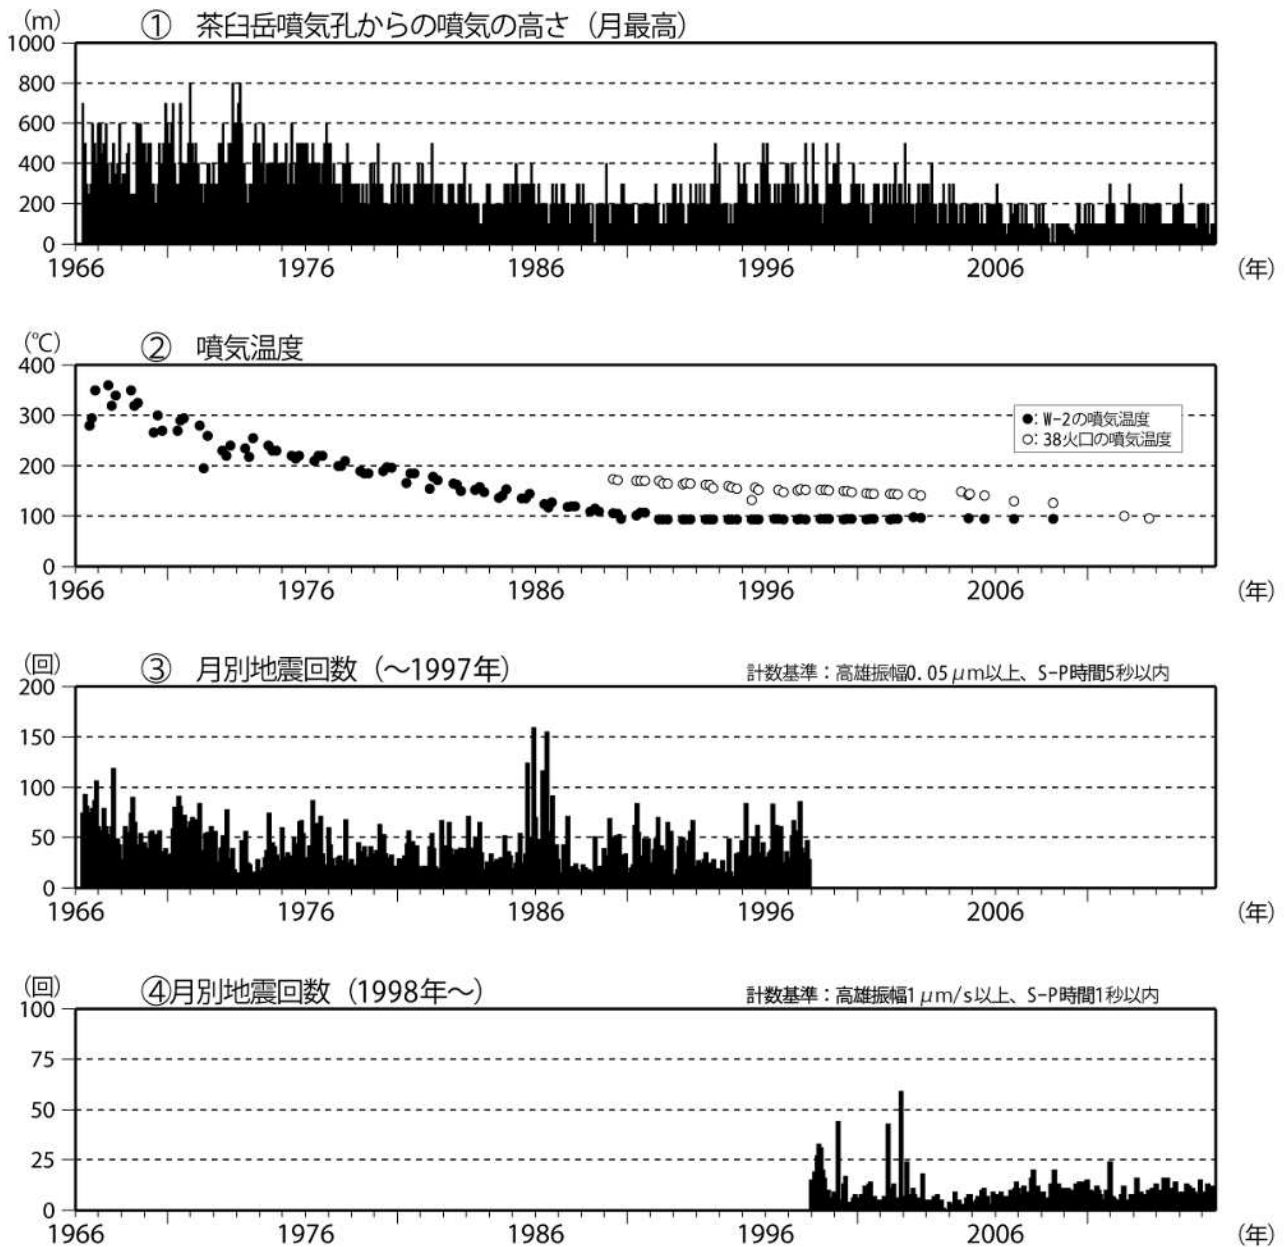 (m)
① 茶臼岳噴気孔からの噴気の高さ（月最高）
1000
800
600
400
200
0
1966 1976 1986 1996 2006 (年)
(℃)
② 噴気温度
400
300
200
100
0
●：W-2の噴気温度
○：38火口の噴気温度
1966 1976 1986 1996 2006 (年)
(回)
③ 月別地震回数（～1997年）
計数基準：高雄振幅0.05μm以上、S-P時間5秒以内
200
150
100
50
0
1966 1976 1986 1996 2006 (年)
(回)
④月別地震回数（1998年～）
計数基準：高雄振幅1μm/s以上、S-P時間1秒以内
100
75
50
25
0
1966 1976 1986 1996 2006 (年)